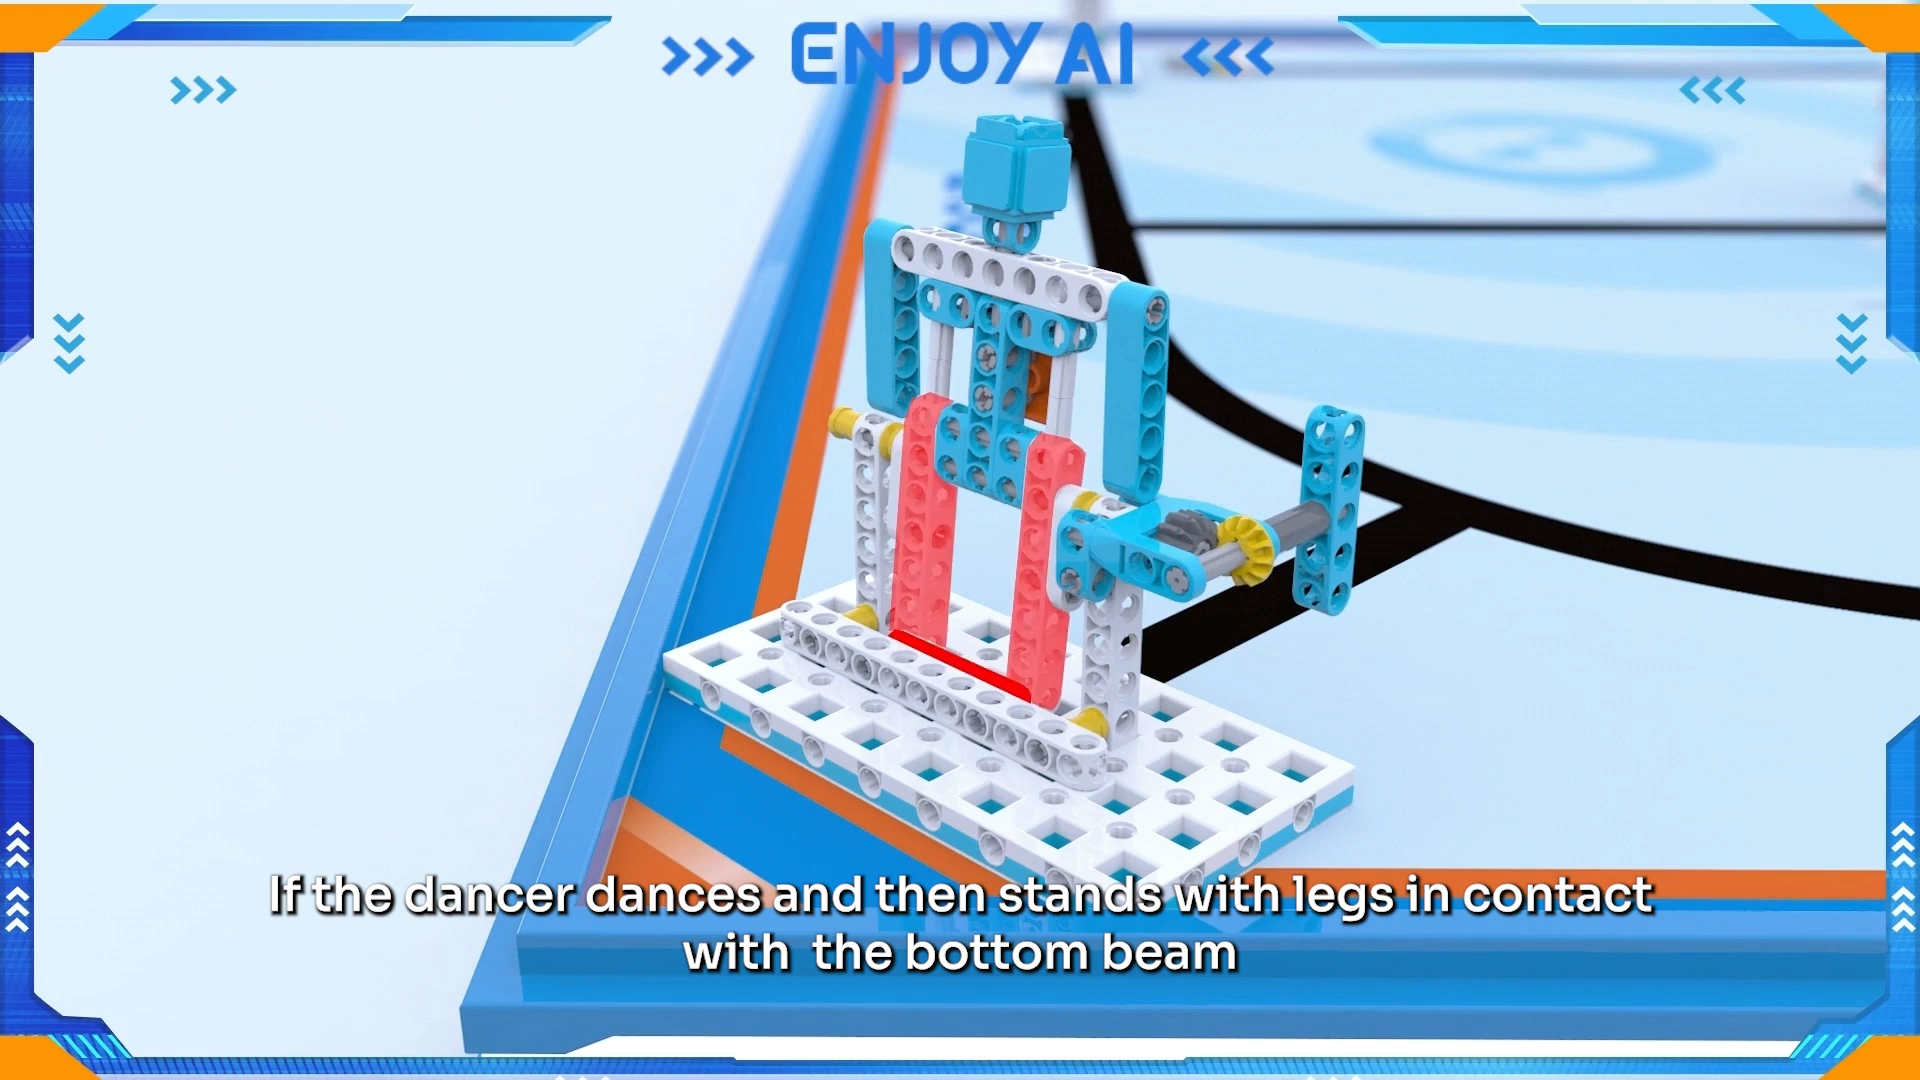 ENJOY AI
If the dancer dances and then stands with legs in contact
with the bottom beam